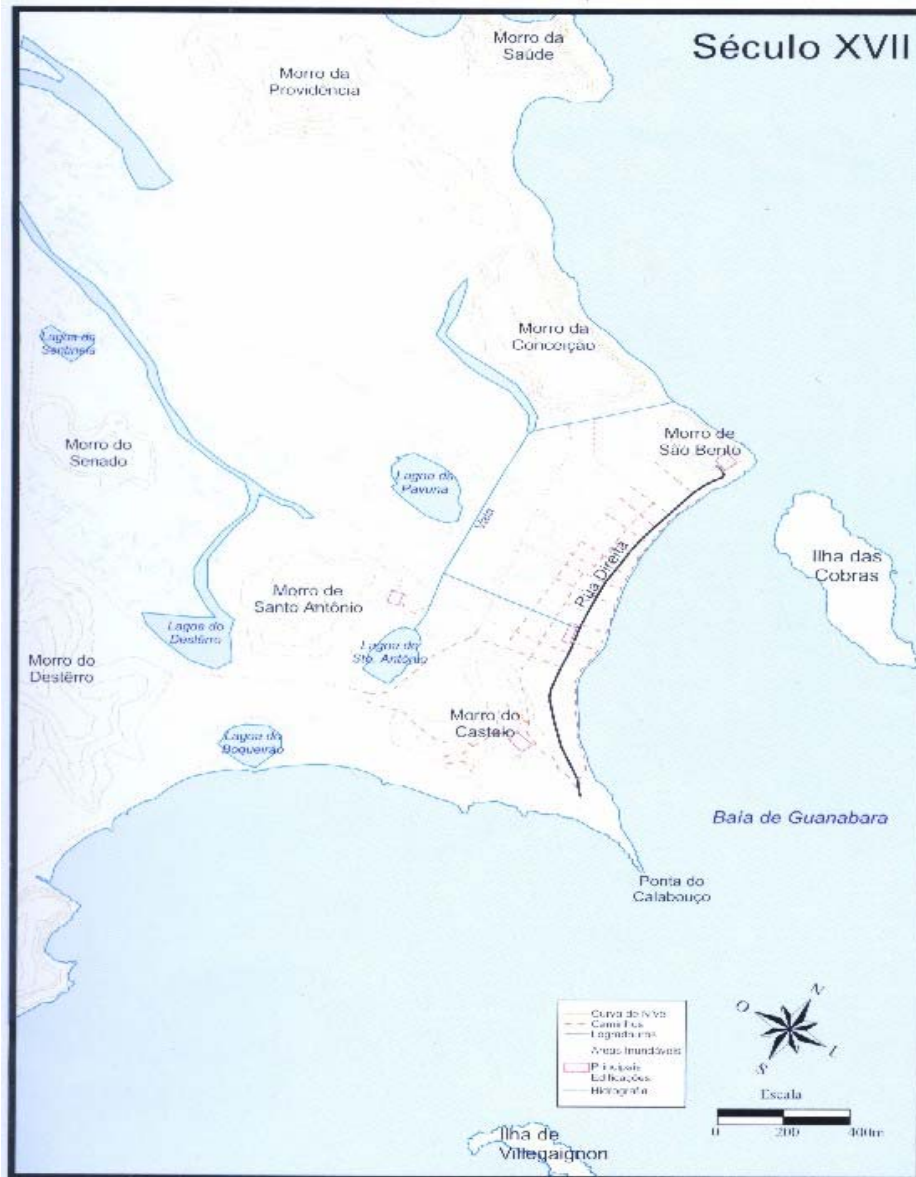 Século XVII
Morro da
Saúde
Morro da
Providência
Lagoa da
Sentinela
Morro da
Conceição
Morro do
Senado
Morro de
São Bento
Lagoa da
Pavuna
Vala
Rua Direita
Ilha das
Cobras
Morro de
Santo Antônio
Lagoa do
Destêrro
Lagoa de
Sto. Antônio
Morro do
Destêrro
Morro do
Castelo
Lagoa do
Boqueirão
Baía de Guanabara
Ponta do
Calabouço
N
O
L
S
Curva de Nível
Caminhos
Logradouros
Áreas Inundáveis
Principais
Edificações
Hidrografia
Escala
0 200 400m
Ilha de
Villegaignon